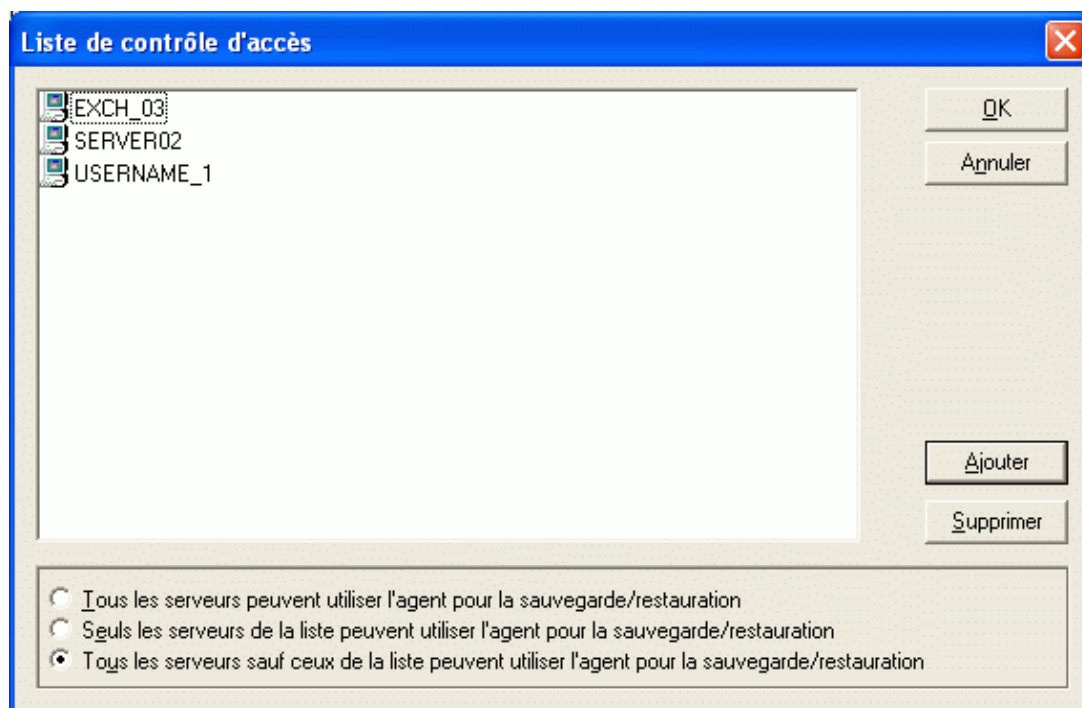 Liste de contrôle d'accès
EXCH_03
SERVER02
USERNAME_1
OK
Annuler
Ajouter
Supprimer
Tous les serveurs peuvent utiliser l'agent pour la sauvegarde/restauration
Seuls les serveurs de la liste peuvent utiliser l'agent pour la sauvegarde/restauration
Tous les serveurs sauf ceux de la liste peuvent utiliser l'agent pour la sauvegarde/restauration